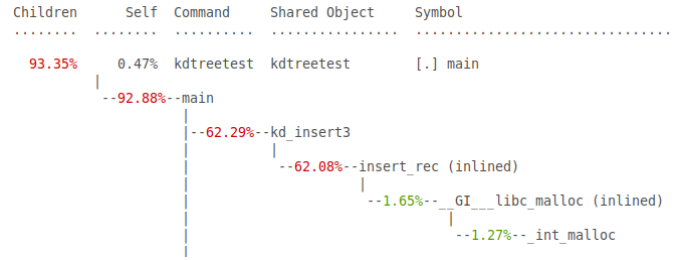 Children      Self  Command     Shared Object     Symbol
........  ........  ..........  ................  ................................
  93.35%     0.47%  kdtreetest  kdtreetest        [.] main
          |
           --92.88%--main
                     |
                     |--62.29%--kd_insert3
                     |          |
                     |           --62.08%--insert_rec (inlined)
                     |                     |
                     |                      --1.65%--__GI___libc_malloc (inlined)
                     |                                |
                     |                                 --1.27%--_int_malloc
                     |